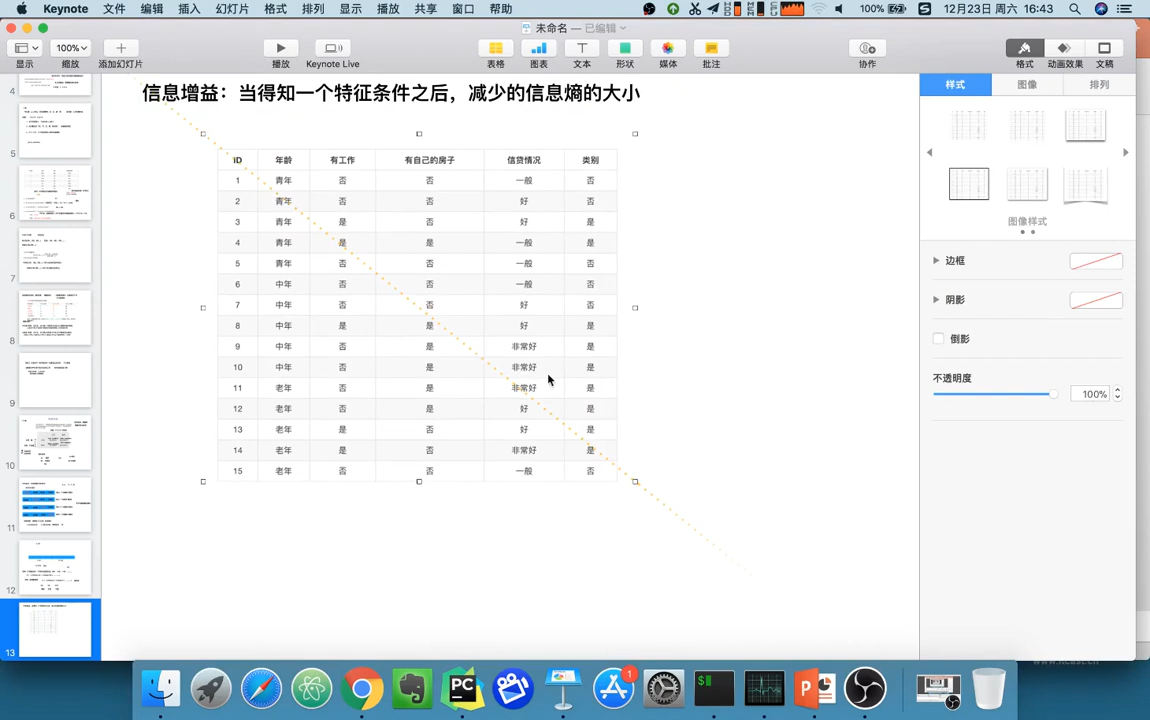 Keynote 文件 编辑 插入 幻灯片 格式 排列 显示 播放 共享 窗口 帮助 100% 12月23日 周六 16:43
未命名 — 已编辑
100%
显示 缩放 添加幻灯片 播放 Keynote Live 表格 图表 文本 形状 媒体 批注 协作 格式 动画效果 文稿
样式 图像 排列
信息增益：当得知一个特征条件之后，减少的信息熵的大小
ID 年龄 有工作 有自己的房子 信贷情况 类别
1 青年 否 否 一般 否
2 青年 否 否 好 否
3 青年 是 否 好 是
4 青年 是 是 一般 是
5 青年 否 否 一般 否
6 中年 否 否 一般 否
7 中年 否 否 好 否
8 中年 是 是 好 是
9 中年 否 是 非常好 是
10 中年 否 是 非常好 是
11 老年 否 是 非常好 是
12 老年 否 是 好 是
13 老年 是 否 好 是
14 老年 是 否 非常好 是
15 老年 否 否 一般 否
图像样式
边框
阴影
倒影
不透明度
100%
4
5
6
7
8
9
10
11
12
13
PC
1
$